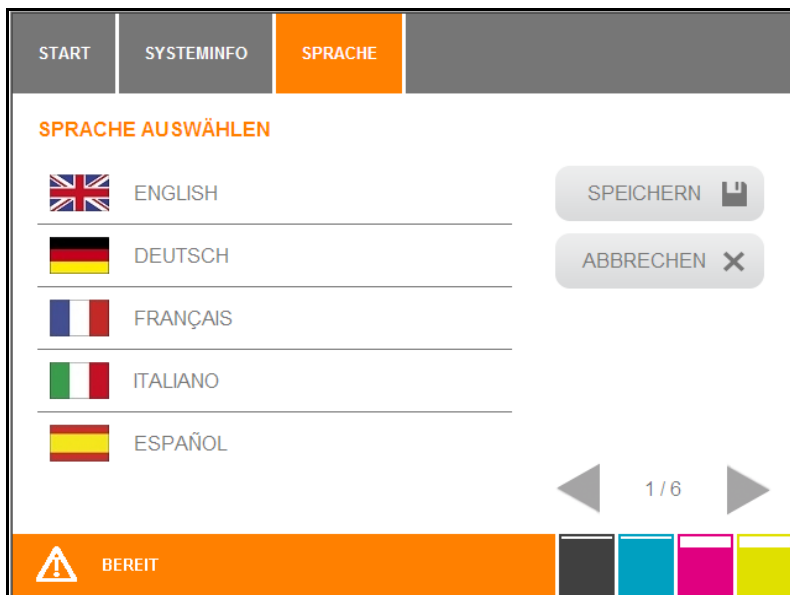 START SYSTEMINFO SPRACHE
SPRACHE AUSWÄHLEN
ENGLISH
DEUTSCH
FRANÇAIS
ITALIANO
ESPAÑOL
SPEICHERN
ABBRECHEN
1 / 6
BEREIT